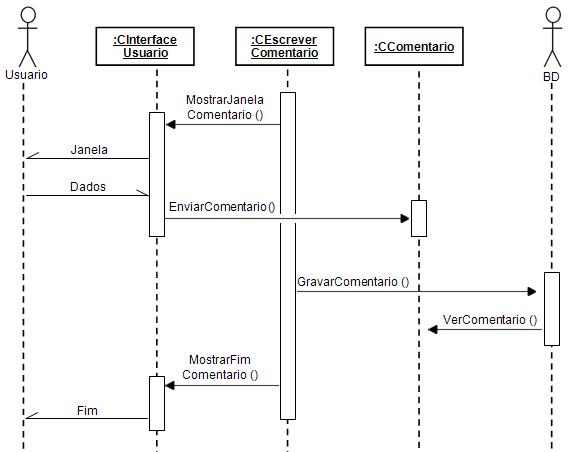 :CInterface
Usuario
:CEscrever
Comentario
:CComentario
Usuario
BD
MostrarJanela
Comentario ()
Janela
Dados
EnviarComentario()
GravarComentario ()
VerComentario ()
MostrarFim
Comentario ()
Fim